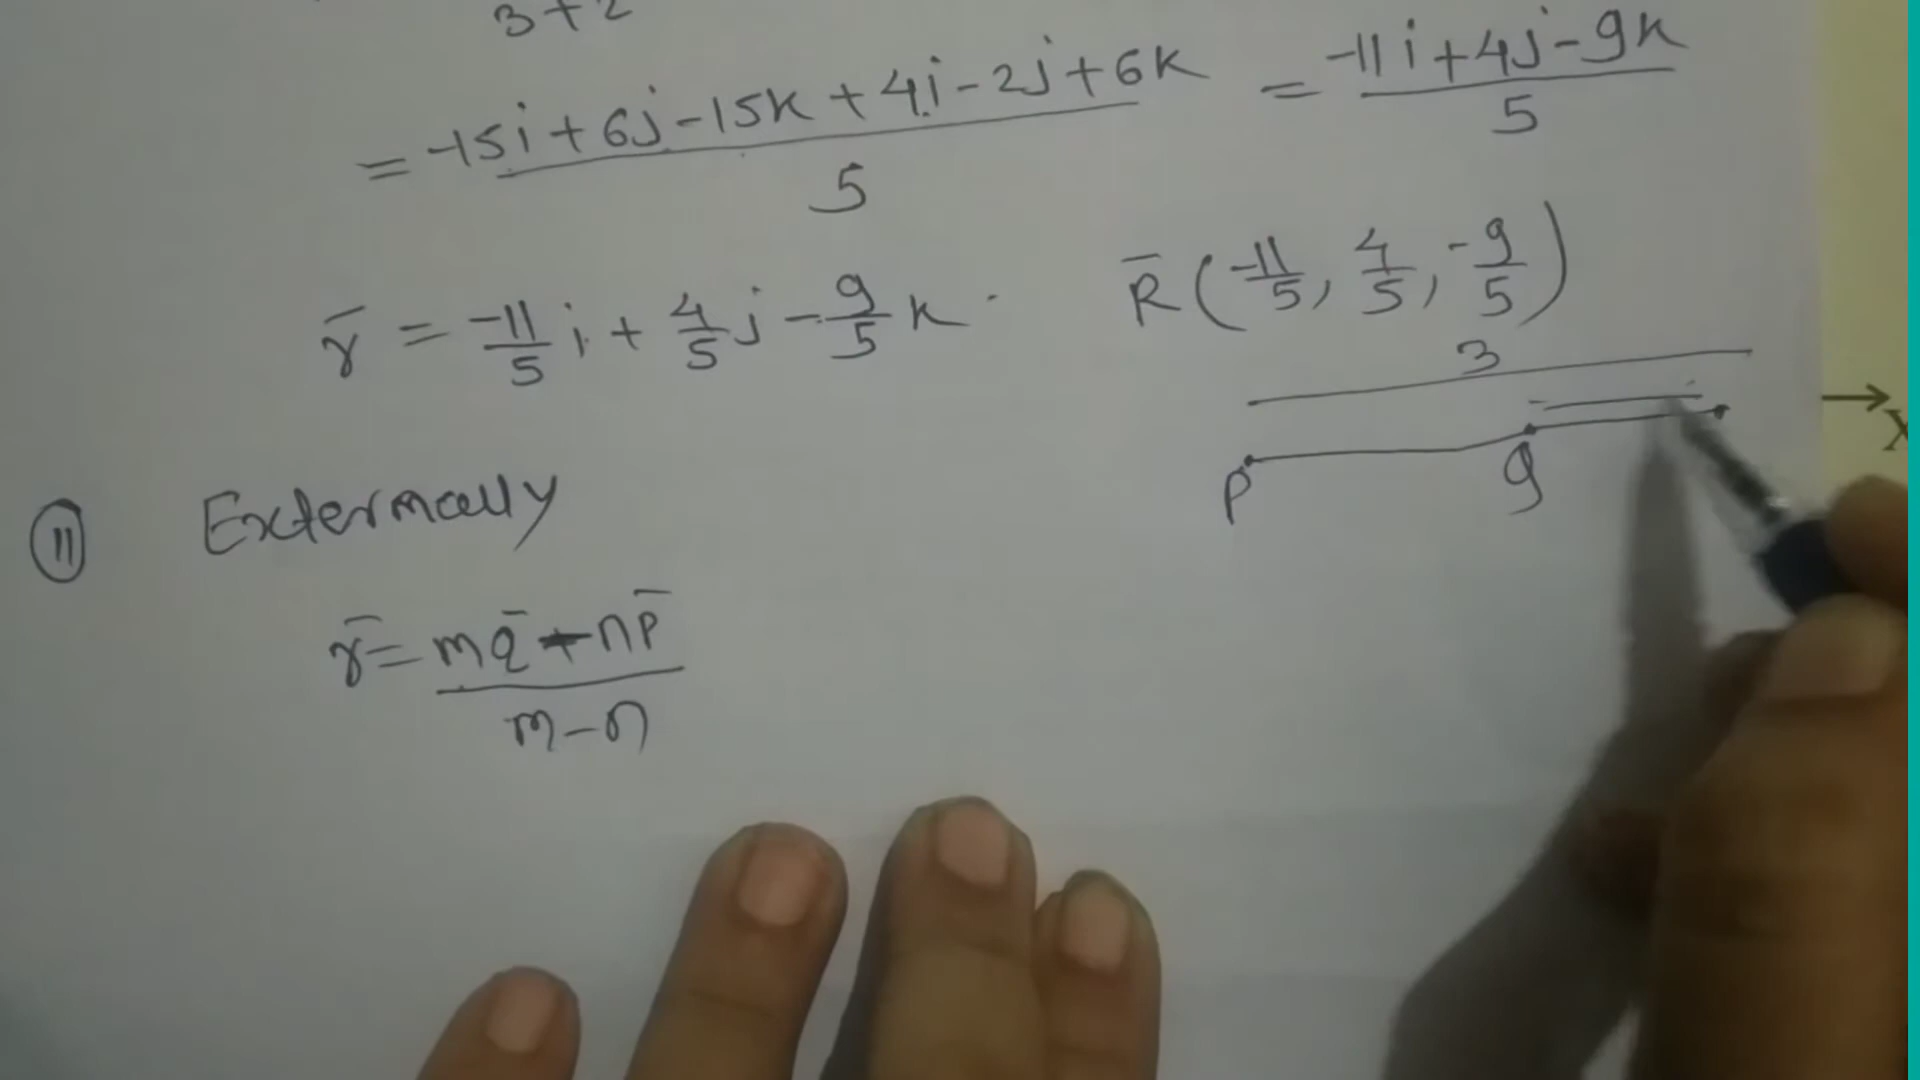 3+2
= -15i+6j-15k+4i-2j+6k / 5 = -11i+4j-9k / 5
r̄ = -11/5 i + 4/5 j - 9/5 k. R̄ (-11/5, 4/5, -9/5)
3
P q
(ii) Externally
r̄ = mq̄ - np̄ / m-n
X